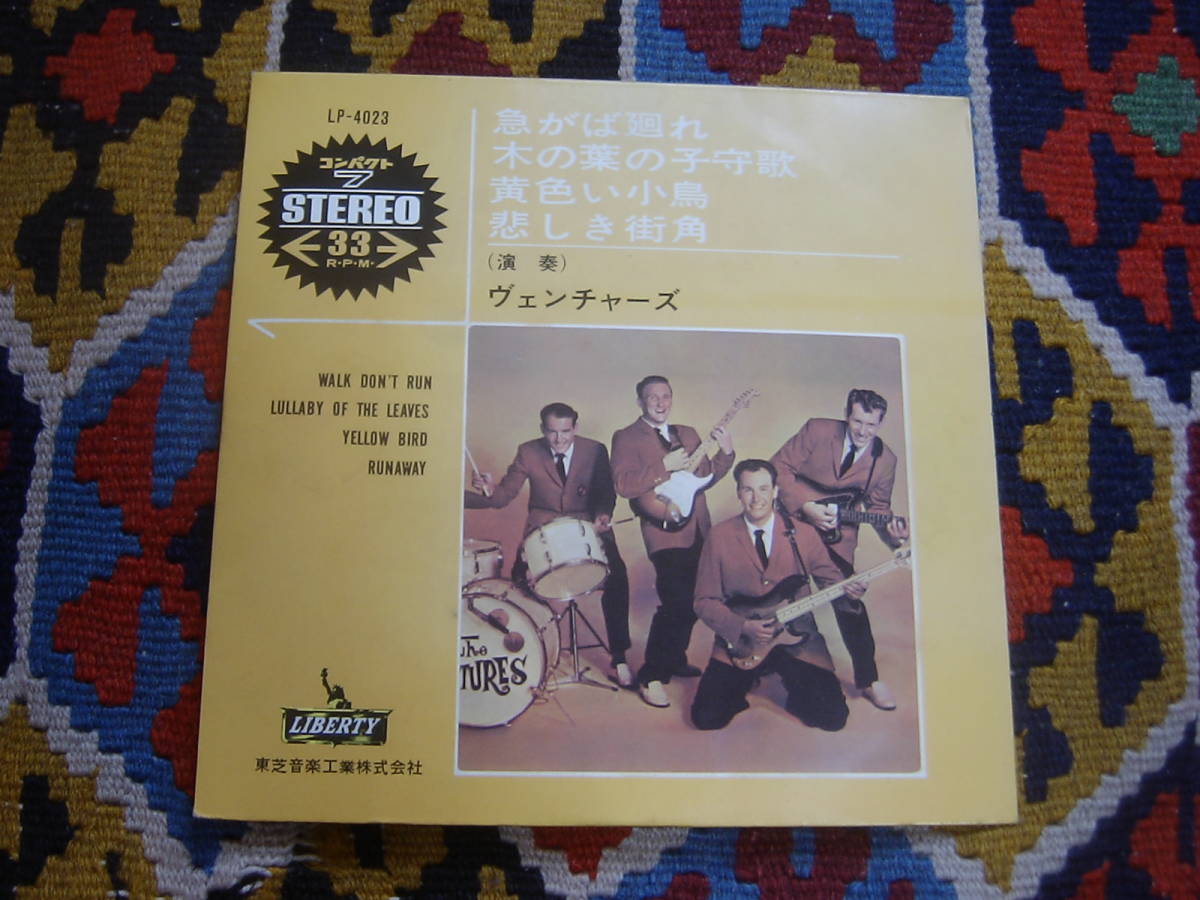 LP-4023
コンパクト
7
STEREO
33
R·P·M·
急がば廻れ
木の葉の子守歌
黄色い小鳥
悲しき街角
(演 奏)
ヴェンチャーズ
WALK DON'T RUN
LULLABY OF THE LEAVES
YELLOW BIRD
RUNAWAY
The
TURES
LIBERTY
東芝音楽工業株式会社